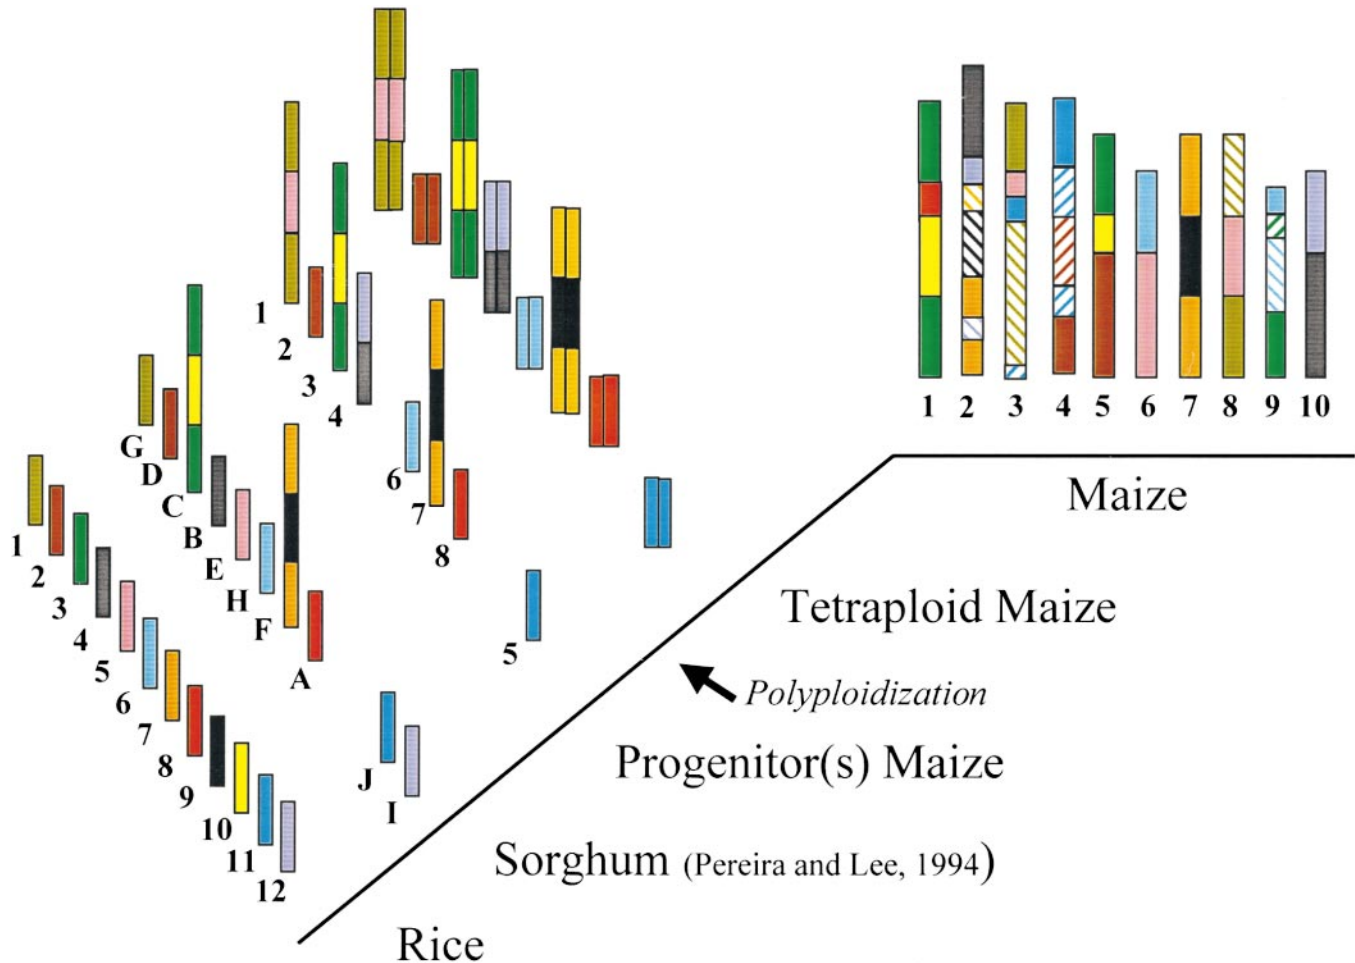 1
2
3
4
6
7
8
5
G
D
C
B
E
H
F
A
J
I
1
2
3
4
5
6
7
8
9
10
11
12
1 2 3 4 5 6 7 8 9 10
Maize
Tetraploid Maize
Polyploidization
Progenitor(s) Maize
Sorghum (Pereira and Lee, 1994)
Rice